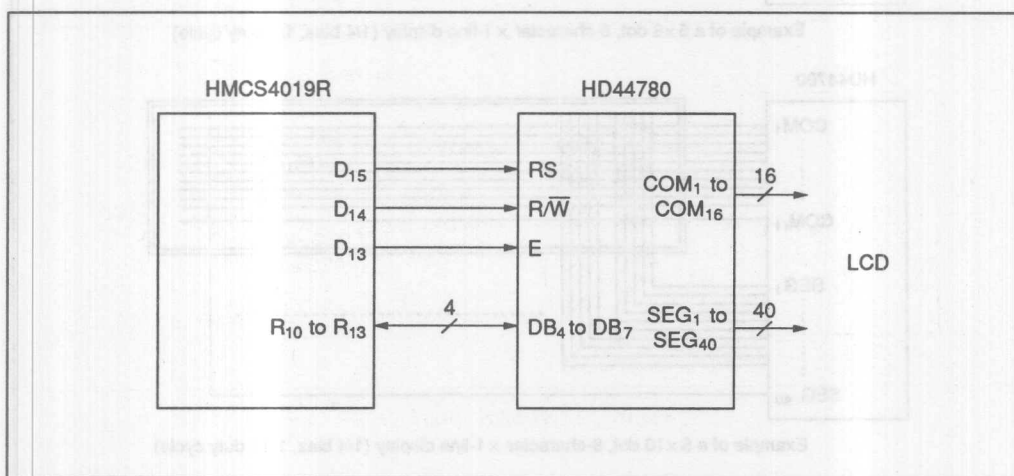 HMCS4019R
HD44780
D15
RS
D14
R/W̅
D13
E
R10 to R13
4
DB4 to DB7
COM1 to
COM16
16
SEG1 to
SEG40
40
LCD